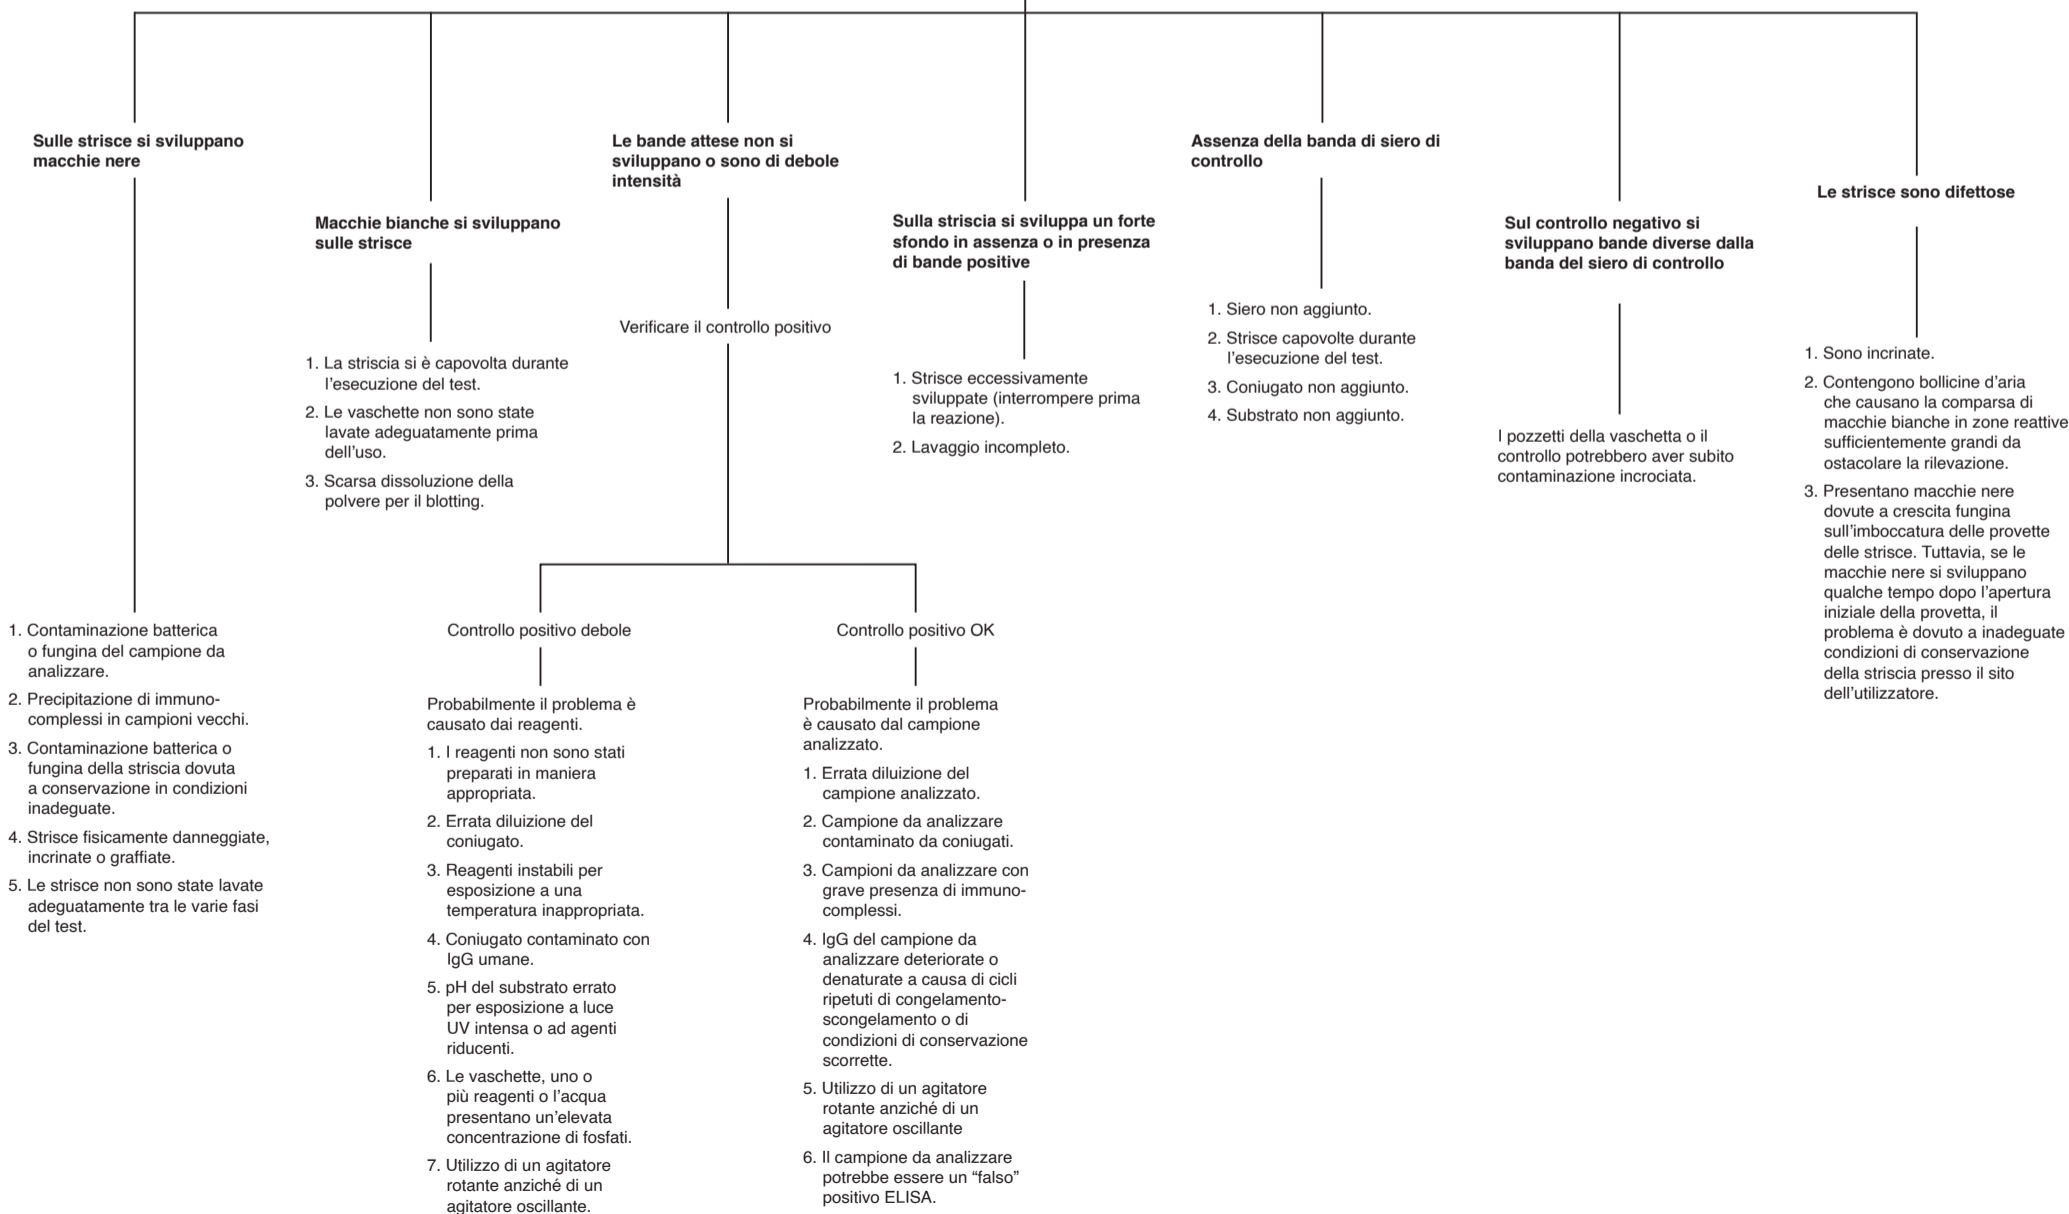 Sulle strisce si sviluppano
macchie nere
1. Contaminazione batterica
o fungina del campione da
analizzare.
2. Precipitazione di immuno-
complessi in campioni vecchi.
3. Contaminazione batterica o
fungina della striscia dovuta
a conservazione in condizioni
inadeguate.
4. Strisce fisicamente danneggiate,
incrinate o graffiate.
5. Le strisce non sono state lavate
adeguatamente tra le varie fasi
del test.
Macchie bianche si sviluppano
sulle strisce
1. La striscia si è capovolta durante
l'esecuzione del test.
2. Le vaschette non sono state
lavate adeguatamente prima
dell'uso.
3. Scarsa dissoluzione della
polvere per il blotting.
Le bande attese non si
sviluppano o sono di debole
intensità
Verificare il controllo positivo
Controllo positivo debole
Probabilmente il problema è
causato dai reagenti.
1. I reagenti non sono stati
preparati in maniera
appropriata.
2. Errata diluizione del
coniugato.
3. Reagenti instabili per
esposizione a una
temperatura inappropriata.
4. Coniugato contaminato con
IgG umane.
5. pH del substrato errato
per esposizione a luce
UV intensa o ad agenti
riducenti.
6. Le vaschette, uno o
più reagenti o l'acqua
presentano un'elevata
concentrazione di fosfati.
7. Utilizzo di un agitatore
rotante anziché di un
agitatore oscillante.
Controllo positivo OK
Probabilmente il problema
è causato dal campione
analizzato.
1. Errata diluizione del
campione analizzato.
2. Campione da analizzare
contaminato da coniugati.
3. Campioni da analizzare con
grave presenza di immuno-
complessi.
4. IgG del campione da
analizzare deteriorate o
denaturate a causa di cicli
ripetuti di congelamento-
scongelamento o di
condizioni di conservazione
scorrette.
5. Utilizzo di un agitatore
rotante anziché di un
agitatore oscillante
6. Il campione da analizzare
potrebbe essere un “falso”
positivo ELISA.
Sulla striscia si sviluppa un forte
sfondo in assenza o in presenza
di bande positive
1. Strisce eccessivamente
sviluppate (interrompere prima
la reazione).
2. Lavaggio incompleto.
Assenza della banda di siero di
controllo
1. Siero non aggiunto.
2. Strisce capovolte durante
l'esecuzione del test.
3. Coniugato non aggiunto.
4. Substrato non aggiunto.
Sul controllo negativo si
sviluppano bande diverse dalla
banda del siero di controllo
I pozzetti della vaschetta o il
controllo potrebbero aver subito
contaminazione incrociata.
Le strisce sono difettose
1. Sono incrinate.
2. Contengono bollicine d'aria
che causano la comparsa di
macchie bianche in zone reattive
sufficientemente grandi da
ostacolare la rilevazione.
3. Presentano macchie nere
dovute a crescita fungina
sull'imboccatura delle provette
delle strisce. Tuttavia, se le
macchie nere si sviluppano
qualche tempo dopo l'apertura
iniziale della provetta, il
problema è dovuto a inadeguate
condizioni di conservazione
della striscia presso il sito
dell'utilizzatore.